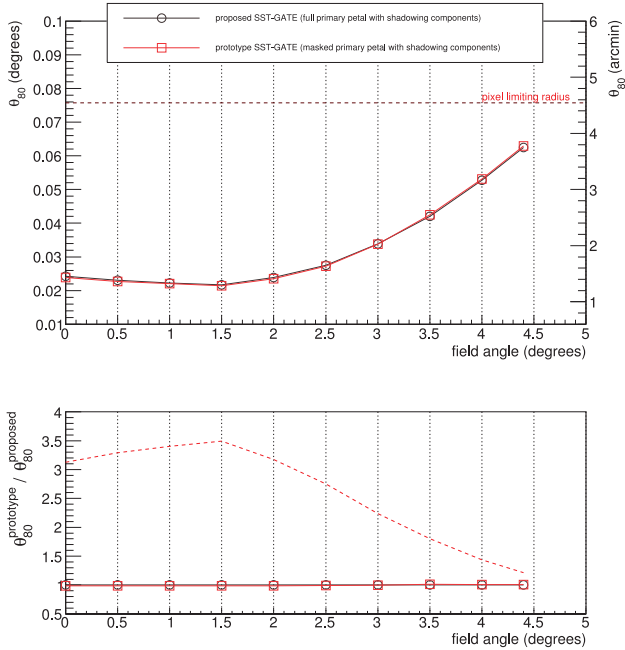 proposed SST-GATE (full primary petal with shadowing components)
prototype SST-GATE (masked primary petal with shadowing components)
θ80 (degrees)
0.1
0.09
0.08
0.07
0.06
0.05
0.04
0.03
0.02
0.01
θ80 (arcmin)
6
5
4
3
2
1
pixel limiting radius
0 0.5 1 1.5 2 2.5 3 3.5 4 4.5 5
field angle (degrees)
θ80^prototype / θ80^proposed
4
3.5
3
2.5
2
1.5
1
0.5
0 0.5 1 1.5 2 2.5 3 3.5 4 4.5 5
field angle (degrees)